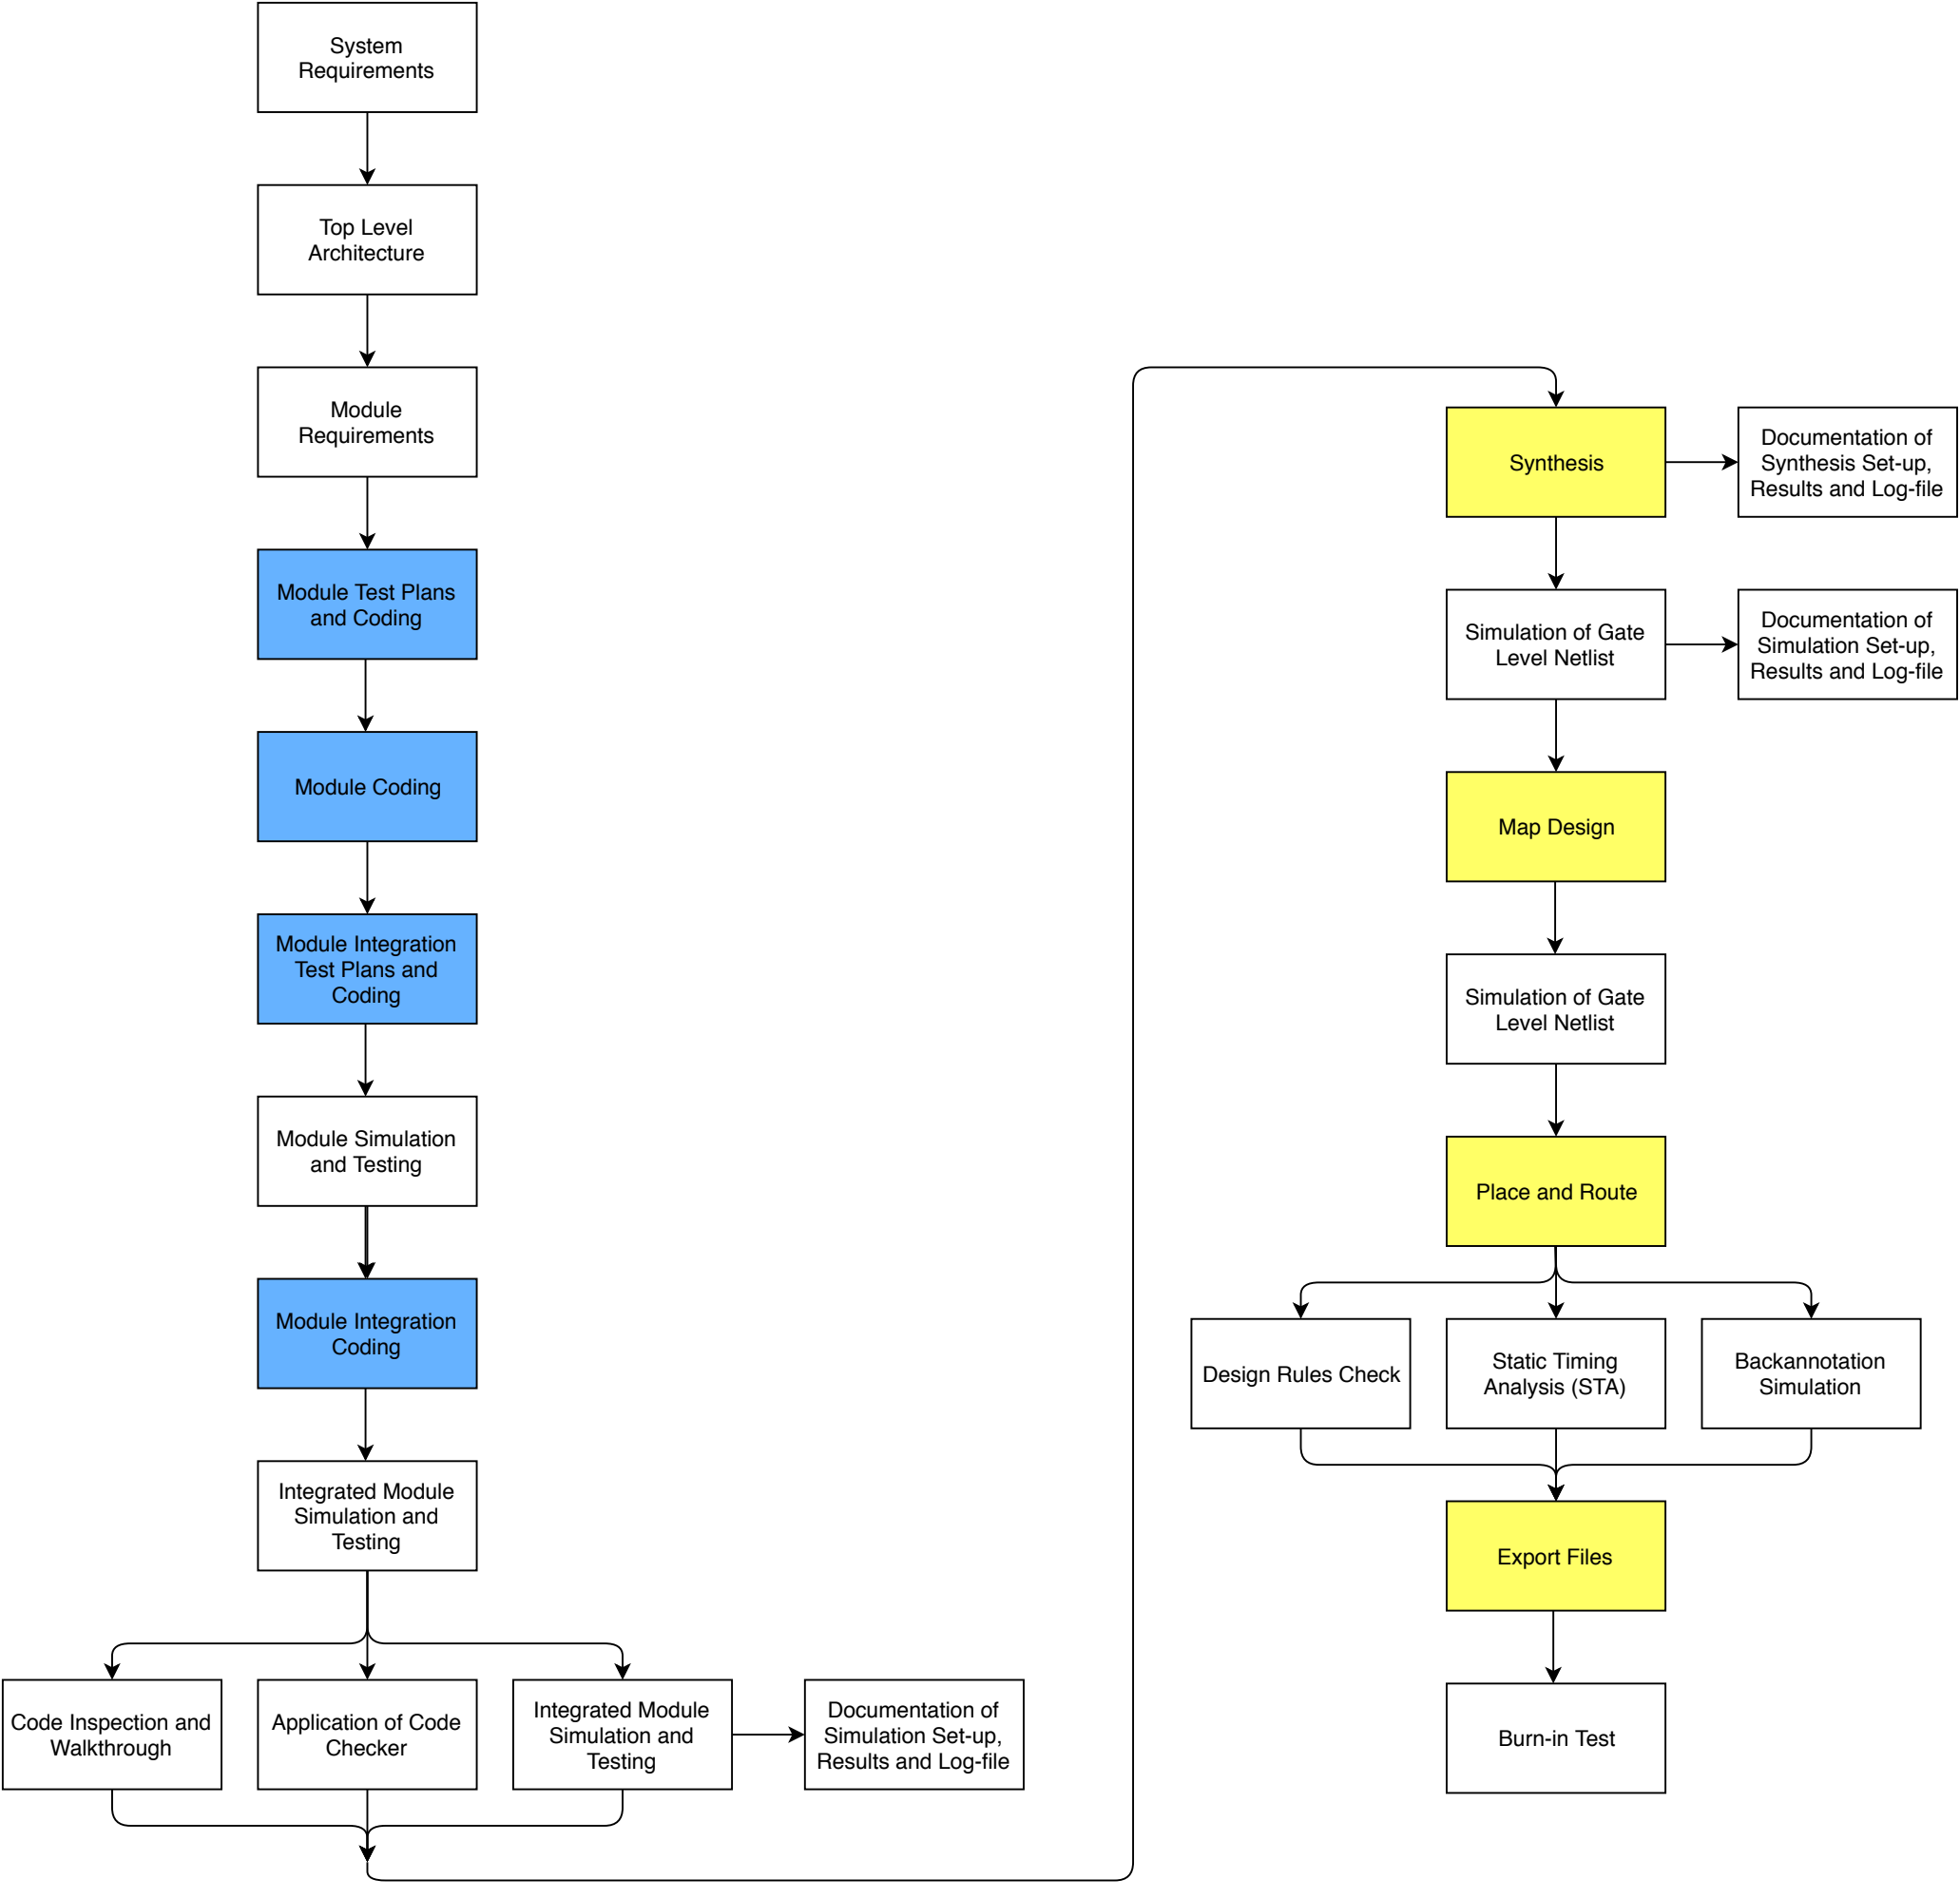 System
Requirements
Top Level
Architecture
Module
Requirements
Module Test Plans
and Coding
Module Coding
Module Integration
Test Plans and
Coding
Module Simulation
and Testing
Module Integration
Coding
Integrated Module
Simulation and
Testing
Code Inspection and
Walkthrough
Application of Code
Checker
Integrated Module
Simulation and
Testing
Documentation of
Simulation Set-up,
Results and Log-file
Synthesis
Documentation of
Synthesis Set-up,
Results and Log-file
Simulation of Gate
Level Netlist
Documentation of
Simulation Set-up,
Results and Log-file
Map Design
Simulation of Gate
Level Netlist
Place and Route
Design Rules Check
Static Timing
Analysis (STA)
Backannotation
Simulation
Export Files
Burn-in Test